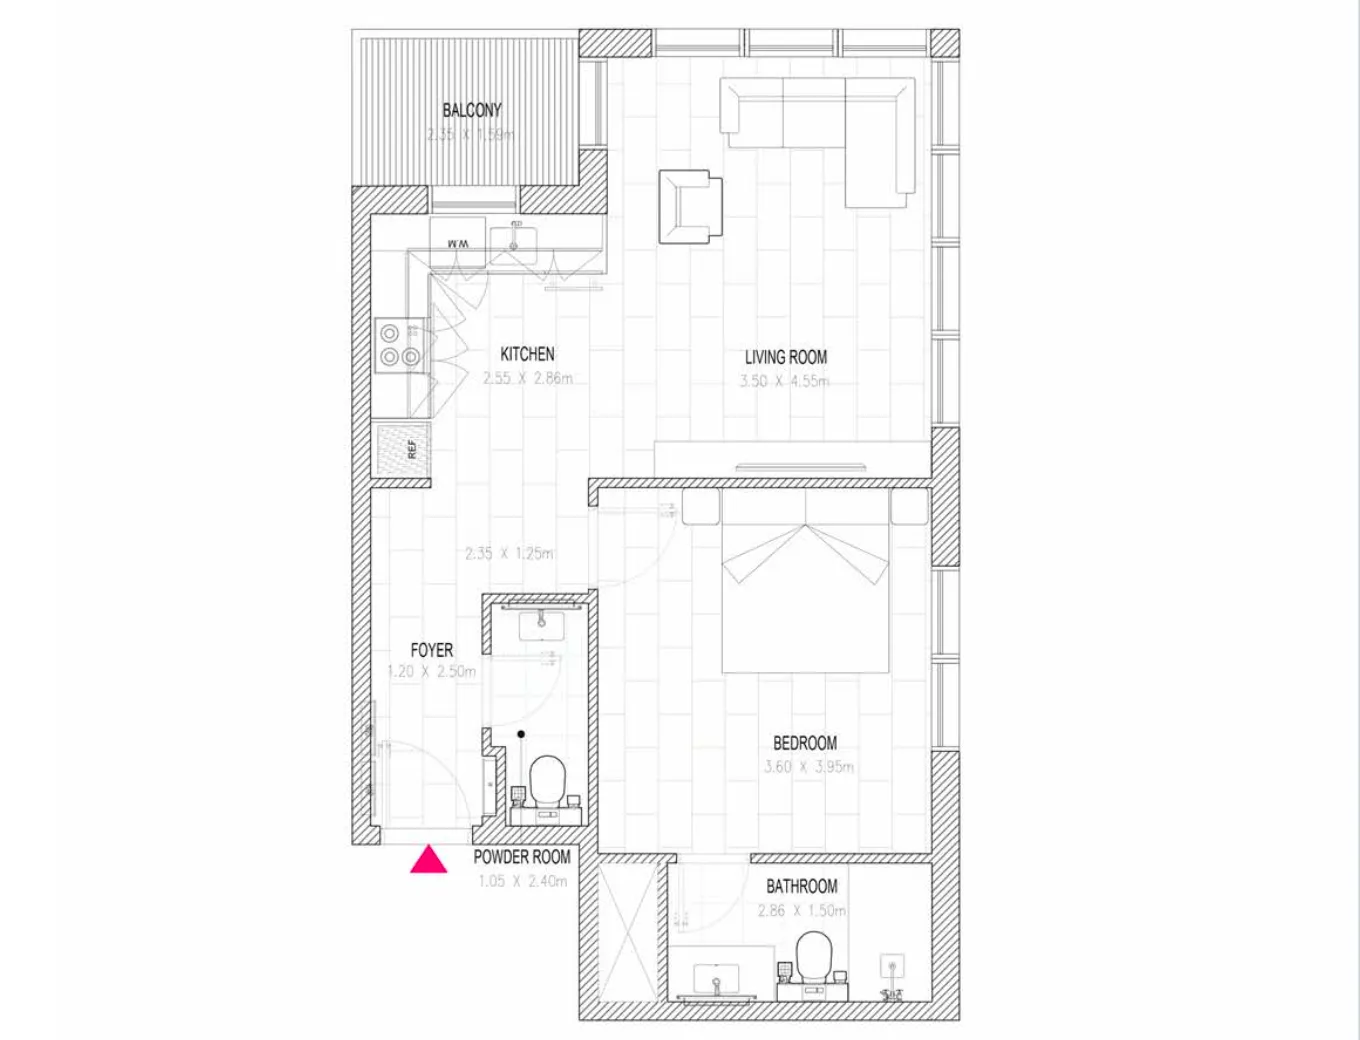 BALCONY
2.35 X 1.59m
W.M
KITCHEN
2.55 X 2.86m
LIVING ROOM
3.50 X 4.55m
REF
2.35 X 1.25m
FOYER
1.20 X 2.50m
BEDROOM
3.60 X 3.95m
POWDER ROOM
1.05 X 2.40m
BATHROOM
2.86 X 1.50m